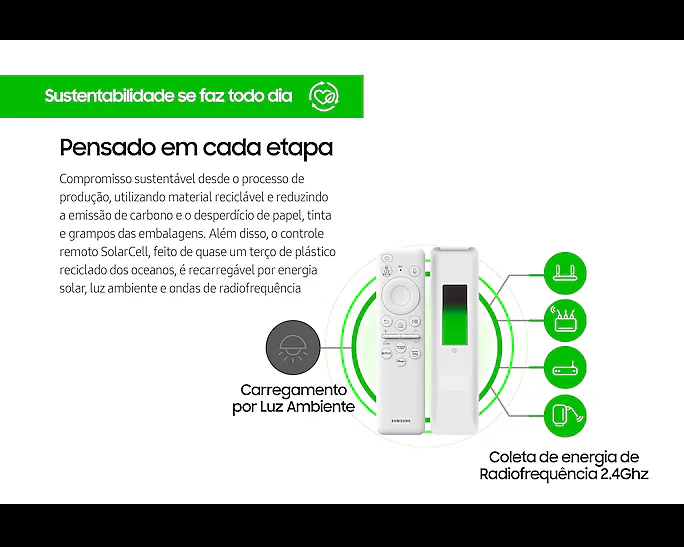 Sustentabilidade se faz todo dia
Pensado em cada etapa
Compromisso sustentável desde o processo de
produção, utilizando material reciclável e reduzindo
a emissão de carbono e o desperdício de papel, tinta
e grampos das embalagens. Além disso, o controle
remoto SolarCell, feito de quase um terço de plástico
reciclado dos oceanos, é recarregável por energia
solar, luz ambiente e ondas de radiofrequência
Carregamento
por Luz Ambiente
SAMSUNG
Coleta de energia de
Radiofrequência 2.4Ghz